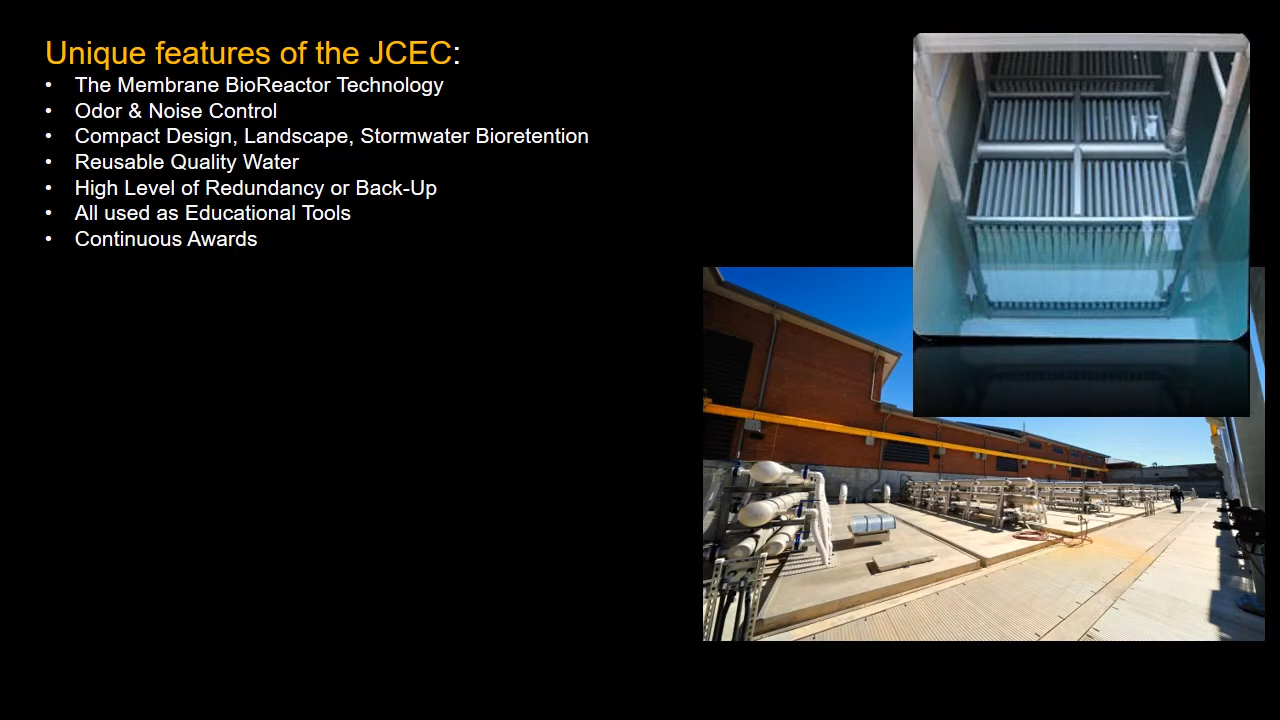 Unique features of the JCEC:
• The Membrane BioReactor Technology
• Odor & Noise Control
• Compact Design, Landscape, Stormwater Bioretention
• Reusable Quality Water
• High Level of Redundancy or Back-Up
• All used as Educational Tools
• Continuous Awards